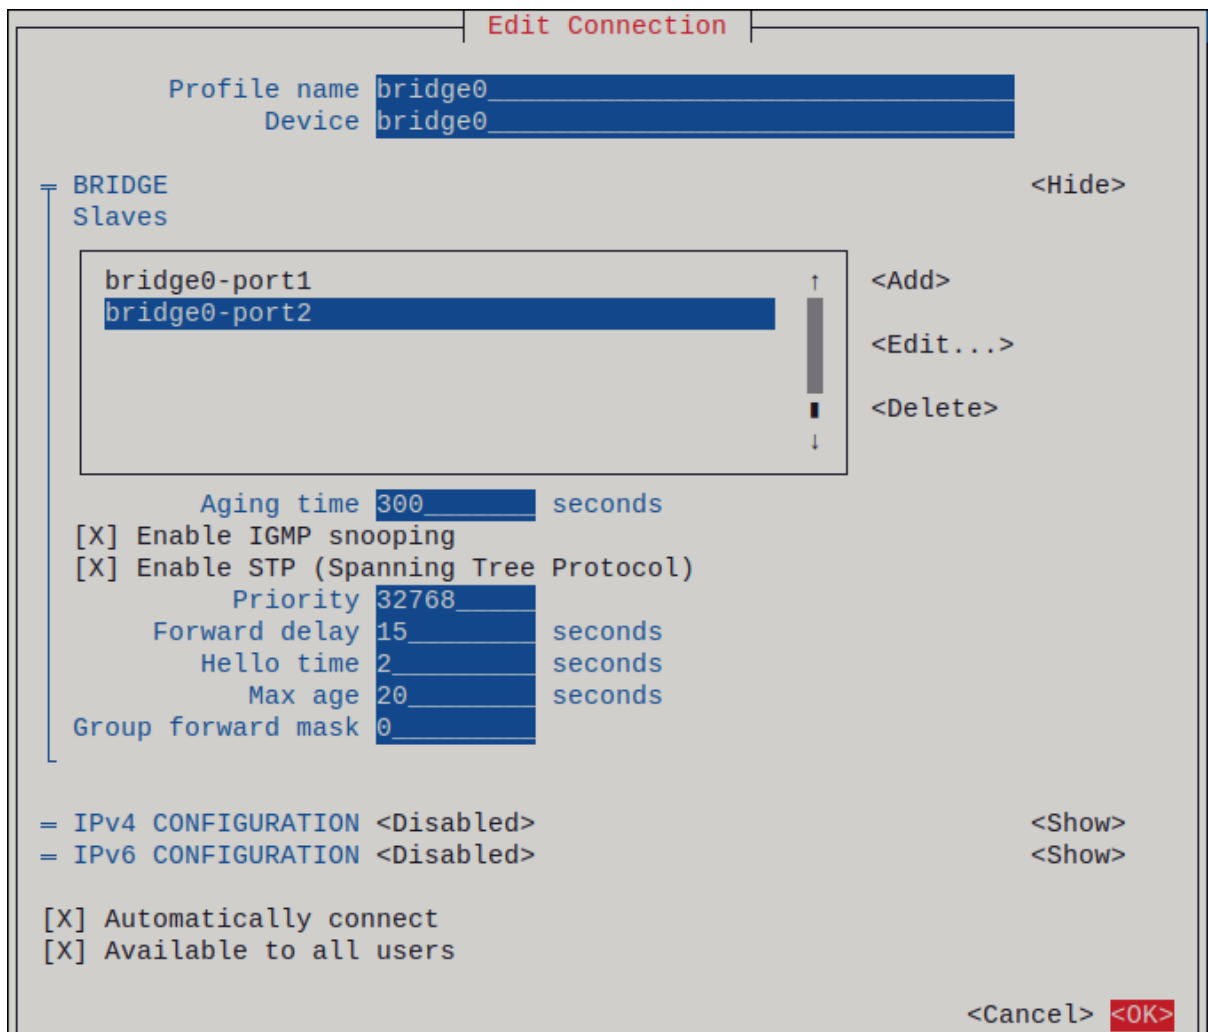 Edit Connection
Profile name bridge0
Device bridge0
BRIDGE <Hide>
Slaves
bridge0-port1 ↑ <Add>
bridge0-port2
<Edit...>
<Delete>
↓
Aging time 300 seconds
[X] Enable IGMP snooping
[X] Enable STP (Spanning Tree Protocol)
Priority 32768
Forward delay 15 seconds
Hello time 2 seconds
Max age 20 seconds
Group forward mask 0
= IPv4 CONFIGURATION <Disabled> <Show>
= IPv6 CONFIGURATION <Disabled> <Show>
[X] Automatically connect
[X] Available to all users
<Cancel> <OK>